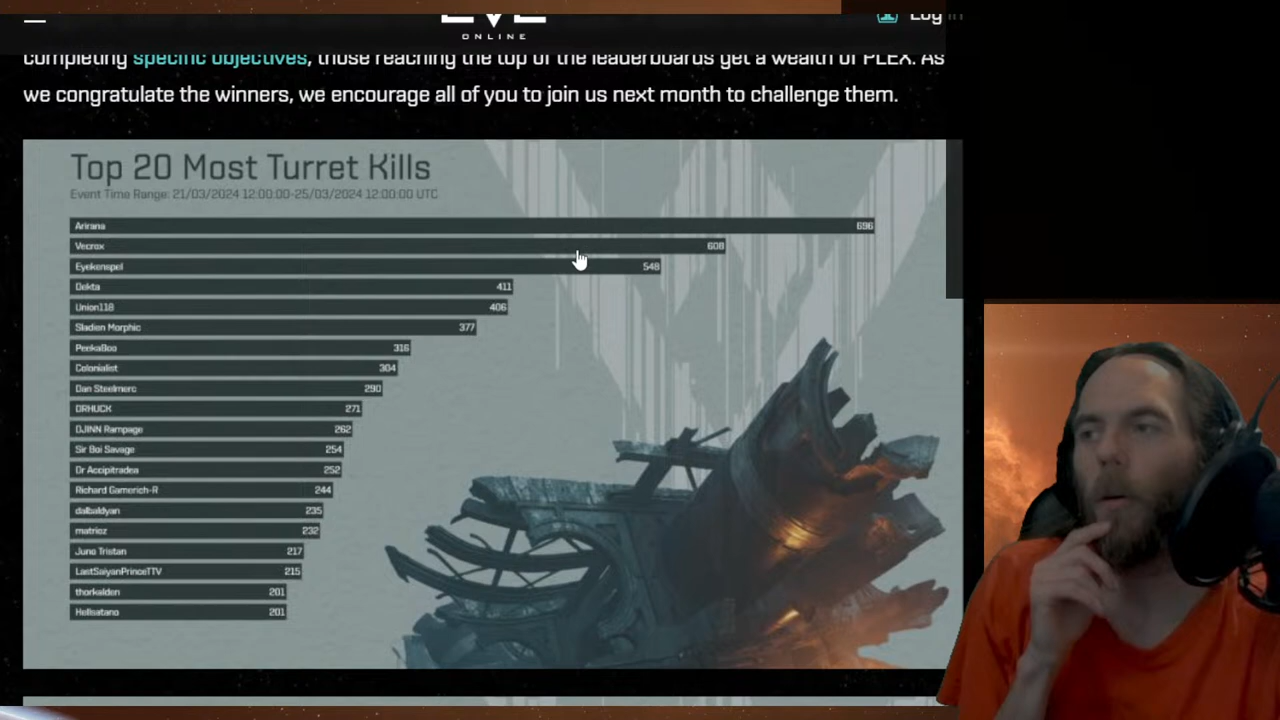 EVE
ONLINE
Log in
completing specific objectives, those reaching the top of the leaderboards get a wealth of PLEX. As
we congratulate the winners, we encourage all of you to join us next month to challenge them.
Top 20 Most Turret Kills
Event Time Range: 21/03/2024 12:00:00-25/03/2024 12:00:00 UTC
Arirana 696
Vecrox 608
Eyekenspel 548
Dekta 411
Union118 406
Sladien Morphic 377
PeekaBoo 316
Colonialist 304
Dan Steelmerc 290
DRHUCK 271
DJINN Rampage 262
Sir Boi Savage 254
Dr Accipitradea 252
Richard Gamerich-R 244
dalbaldyan 235
matriez 232
Juno Tristan 217
LastSaiyanPrinceTTV 215
thorkalden 201
Hellsatano 201